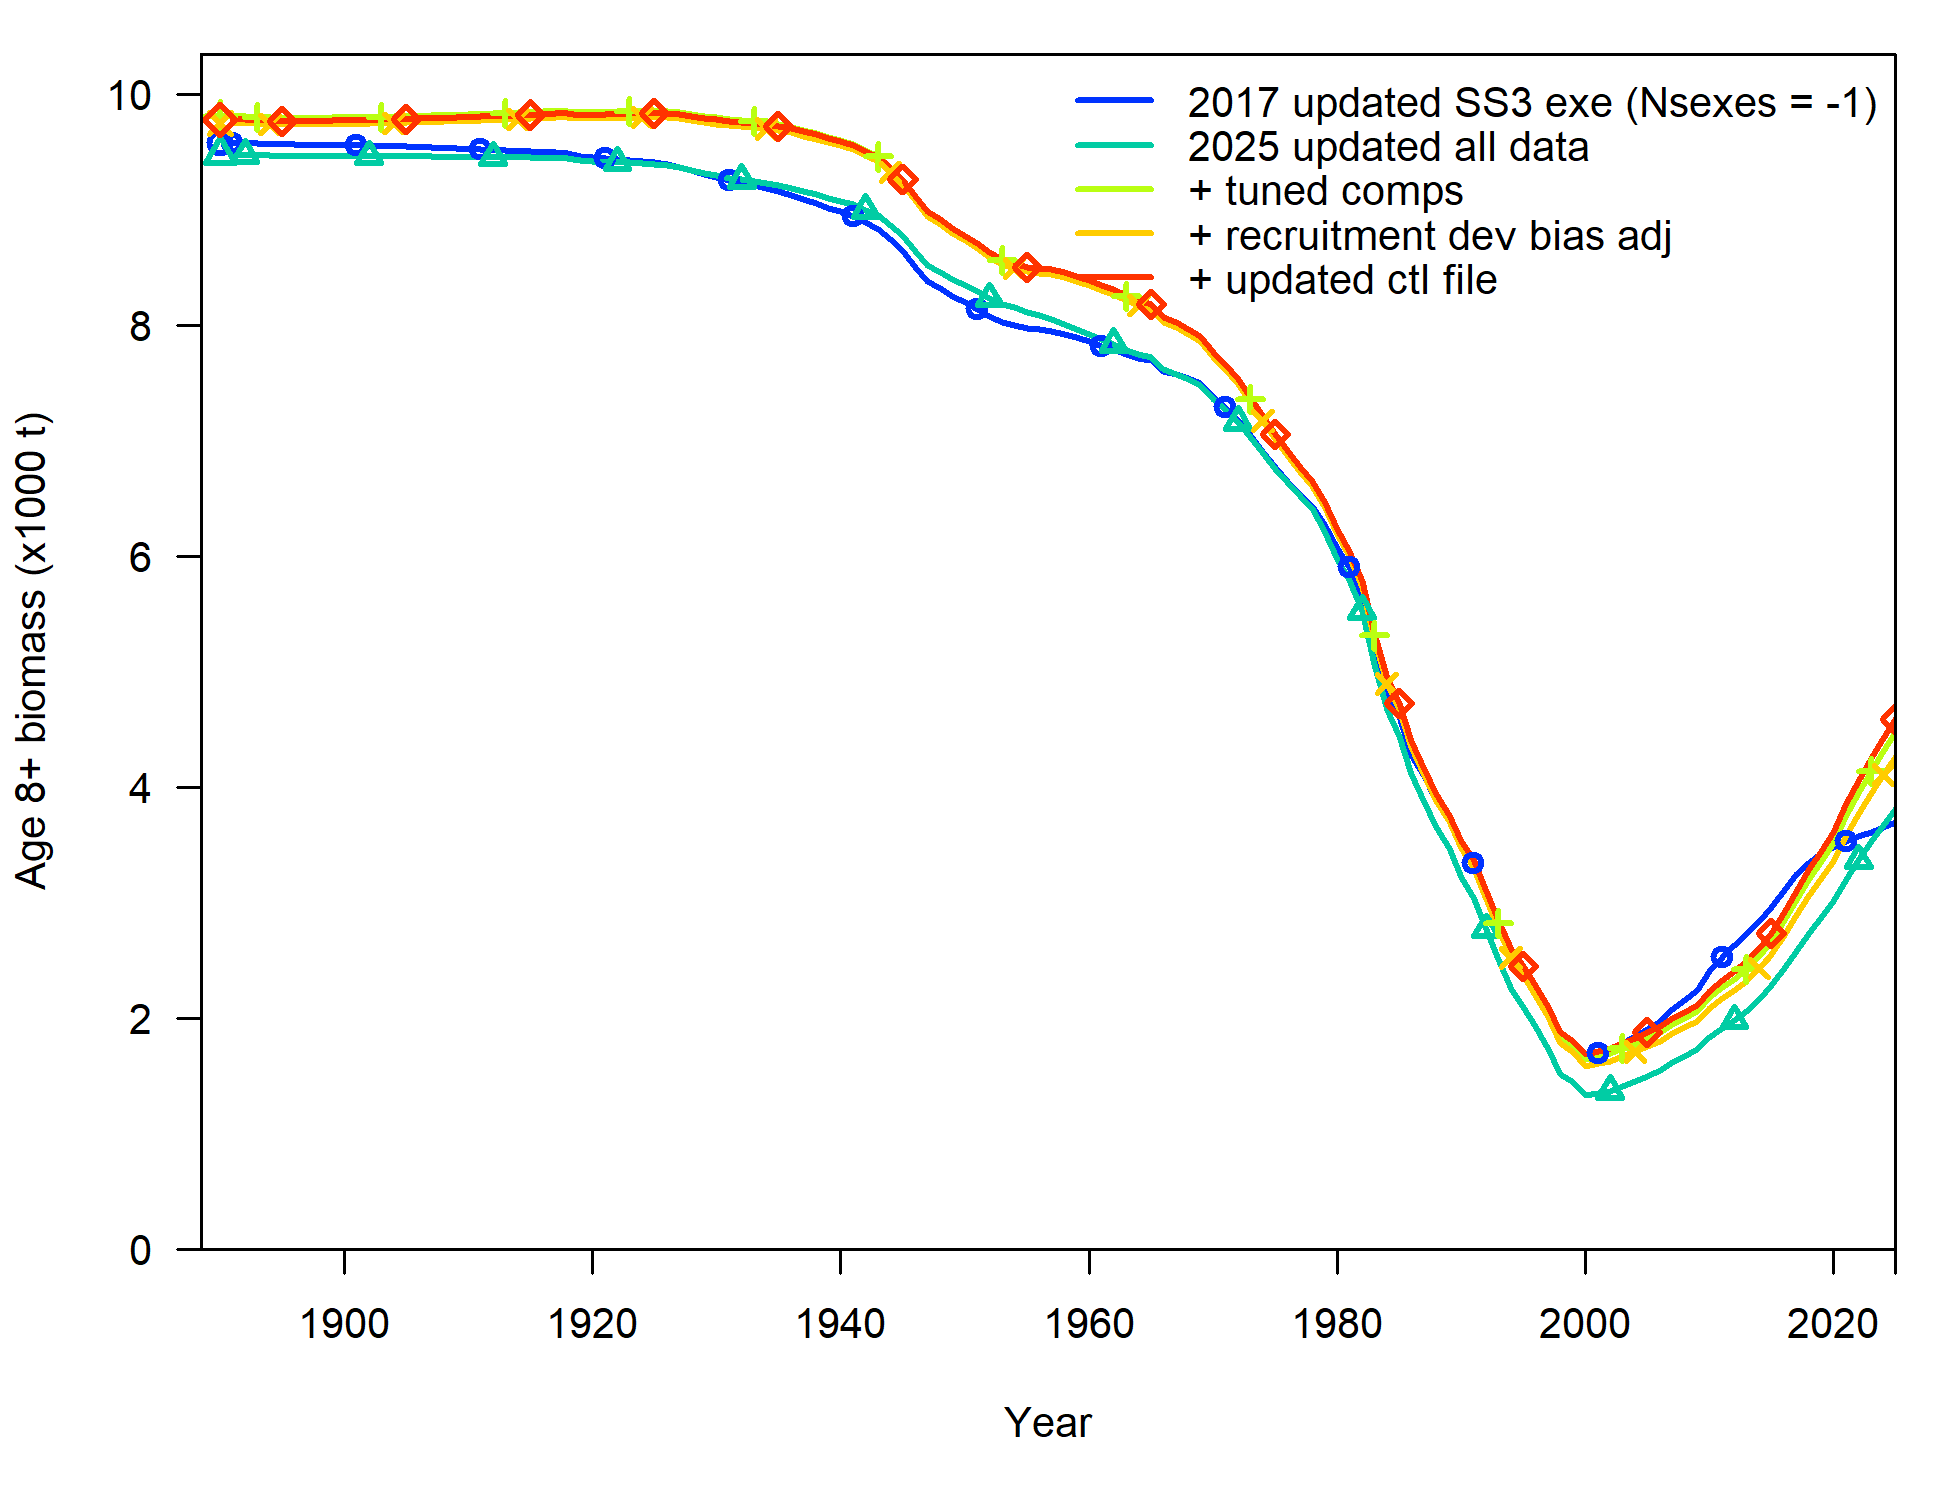 2017 updated SS3 exe (Nsexes = -1)
2025 updated all data
+ tuned comps
+ recruitment dev bias adj
+ updated ctl file
Age 8+ biomass (x1000 t)
10
8
6
4
2
0
1900 1920 1940 1960 1980 2000 2020
Year